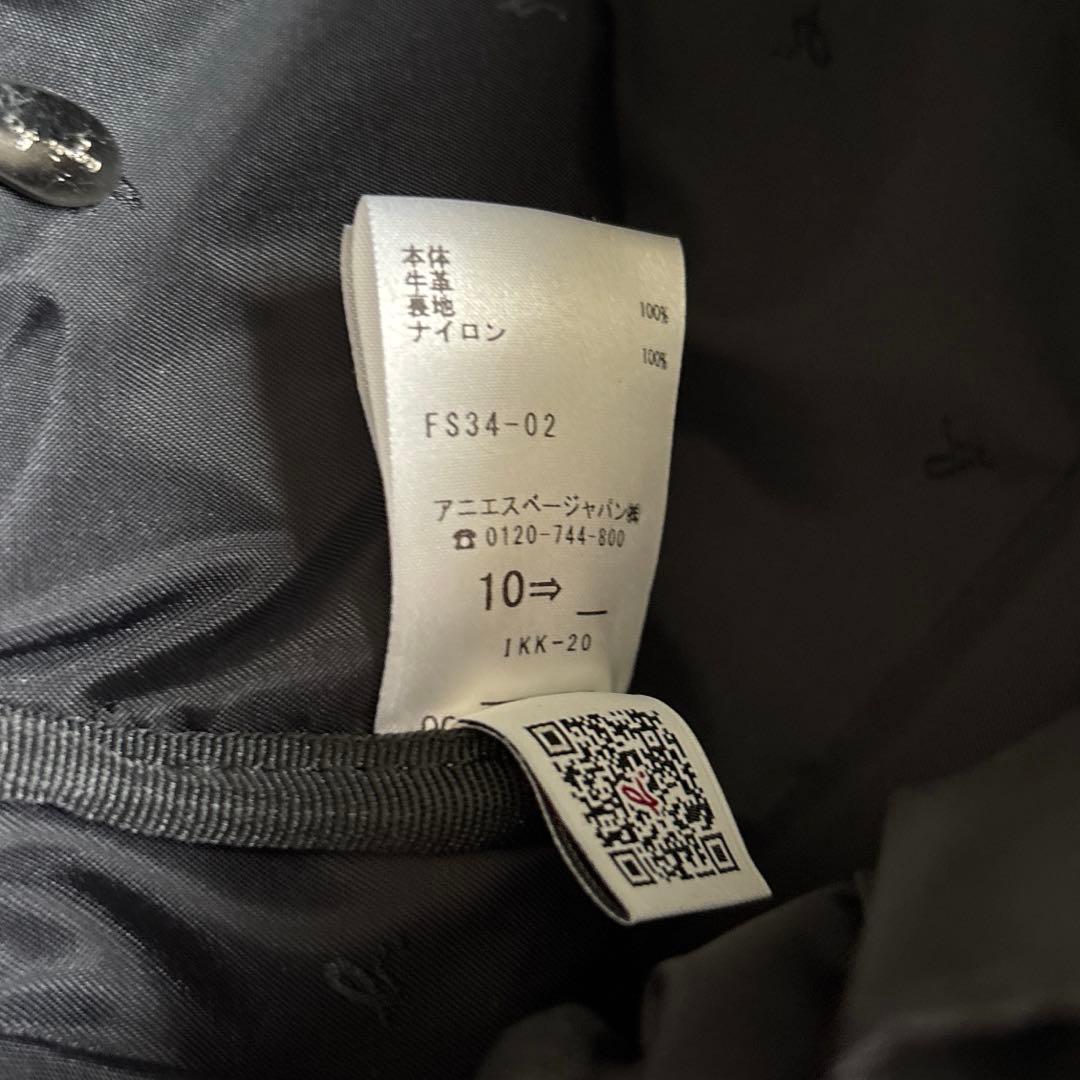 本体
牛革
裏地 100%
ナイロン
100%
FS34-02
アニエスベージャパン㈱
☎0120-744-800
10⇒_
IKK-20
b.